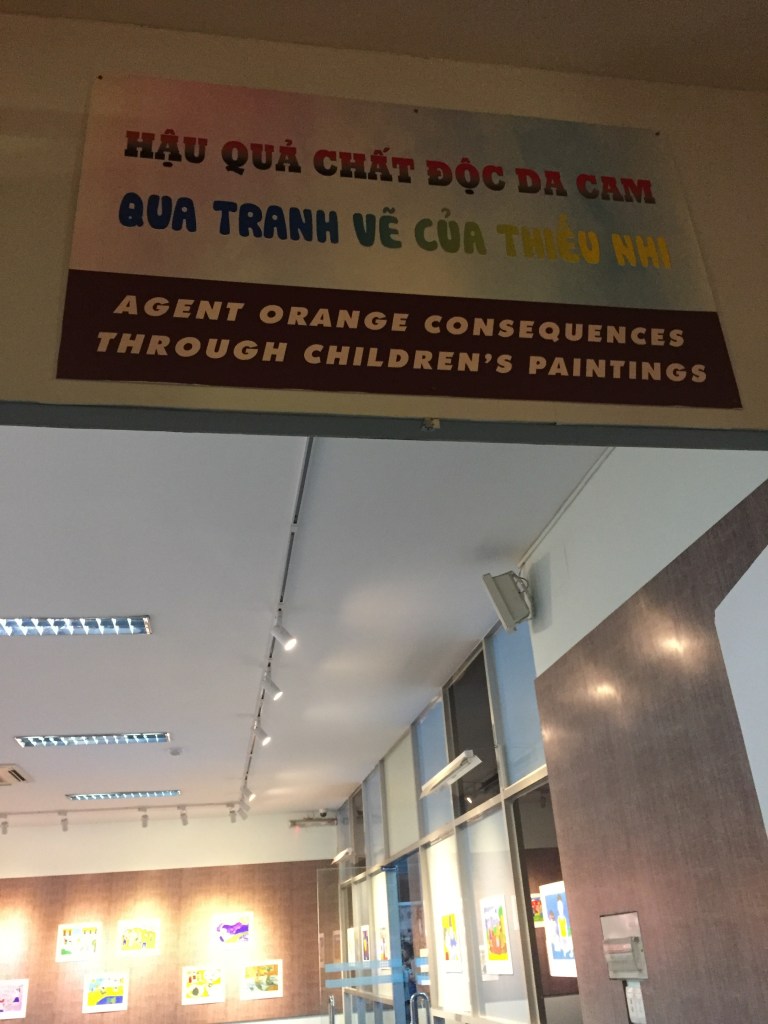 HẬU QUẢ CHẤT ĐỘC DA CAM
QUA TRANH VẼ CỦA THIẾU NHI
AGENT ORANGE CONSEQUENCES
THROUGH CHILDREN'S PAINTINGS